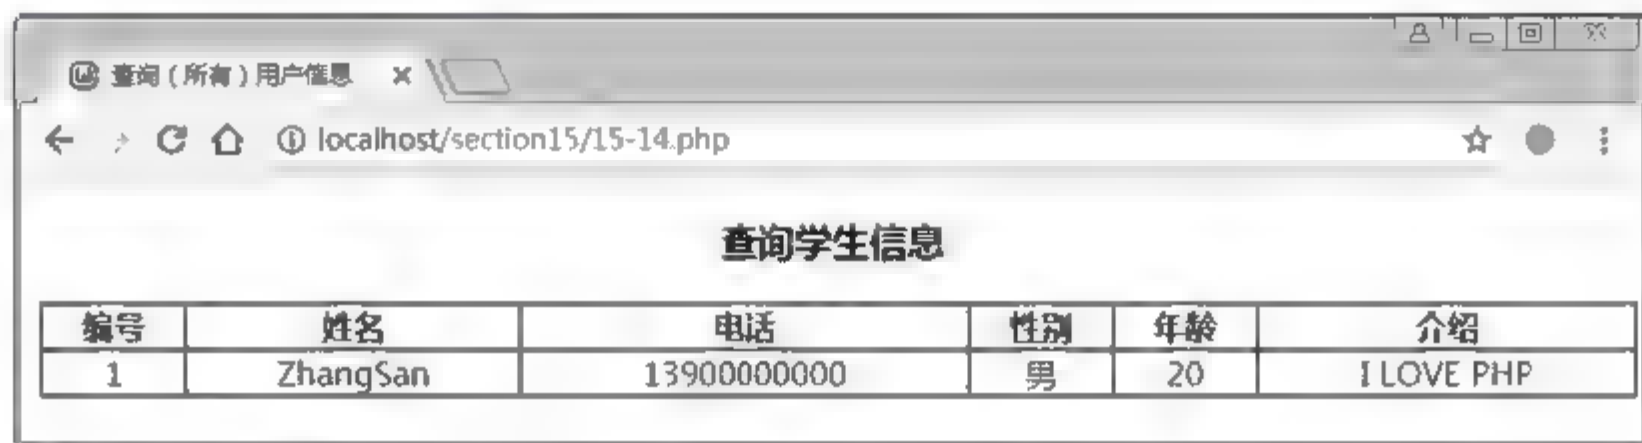 查询（所有）用户信息
localhost/section15/15-14.php
查询学生信息
编号 姓名 电话 性别 年龄 介绍
1 ZhangSan 13900000000 男 20 I LOVE PHP